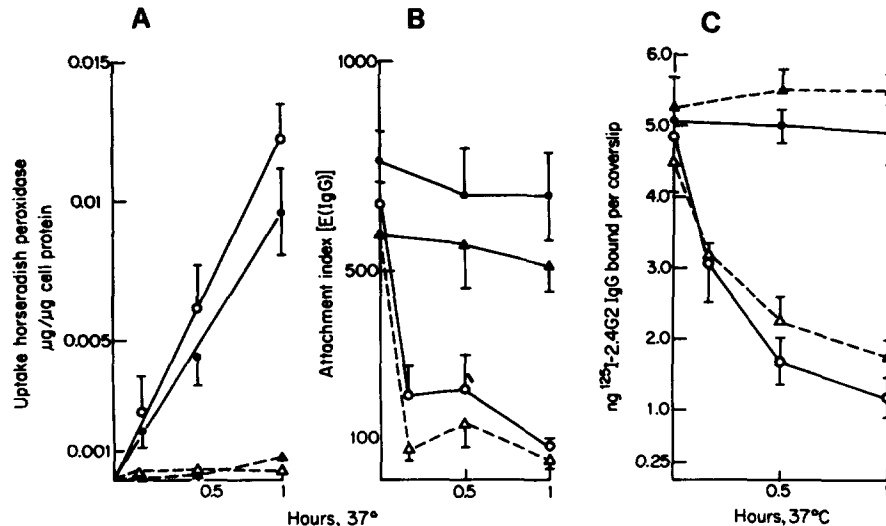 A
B
C
Uptake horseradish peroxidase
µg/µg cell protein
0.015
0.01
0.005
0.001
0.5
1
Attachment index [E(IgG)]
1000
500
100
0.5
1
Hours, 37°
ng ¹²⁵I-2.4G2 IgG bound per coverslip
6.0
5.0
4.0
3.0
2.0
1.0
0.25
0.5
1
Hours, 37°C